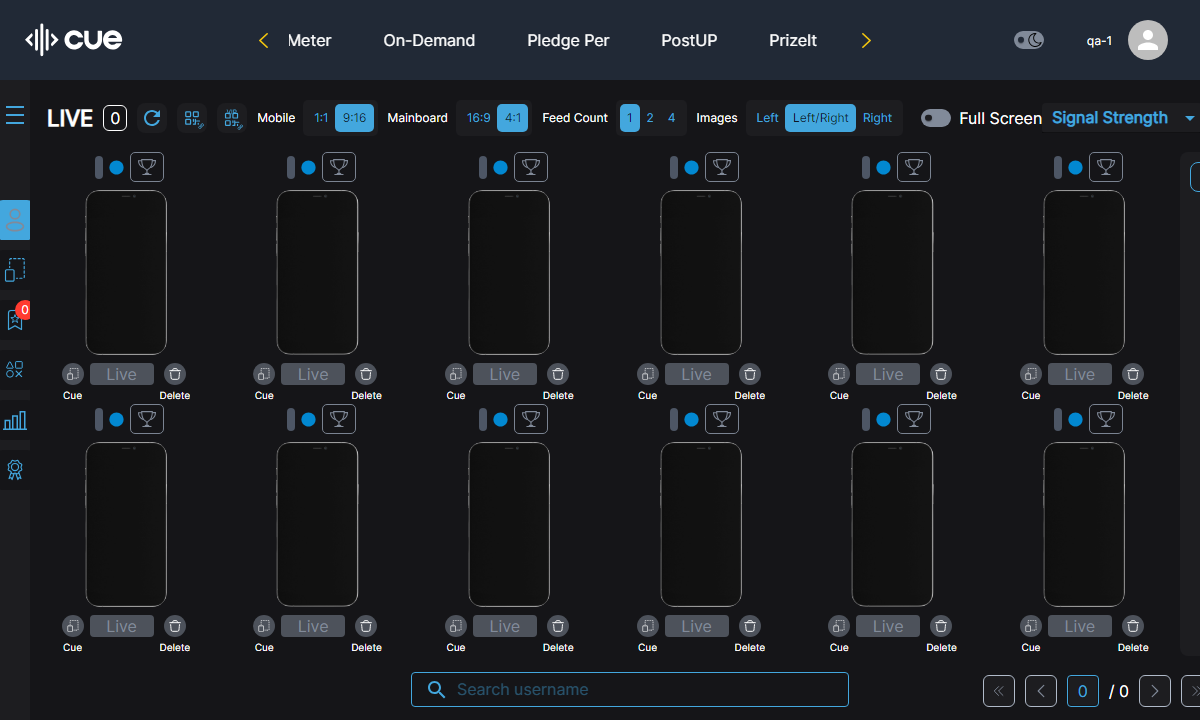 cue
Meter On-Demand Pledge Per PostUP PrizeIt
qa-1
LIVE 0 Mobile 1:1 9:16 Mainboard 16:9 4:1 Feed Count 1 2 4 Images Left Left/Right Right Full Screen Signal Strength
0
Live Live Live Live Live Live
Cue Delete Cue Delete Cue Delete Cue Delete Cue Delete Cue Delete
Live Live Live Live Live Live
Cue Delete Cue Delete Cue Delete Cue Delete Cue Delete Cue Delete
Search username
0 / 0